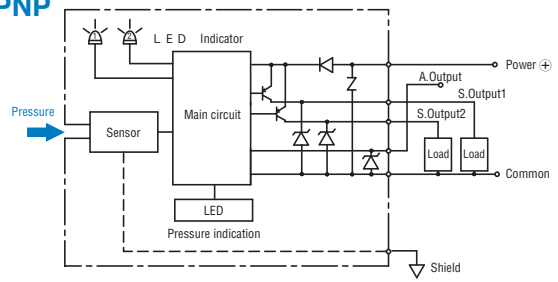 PNP
1
2
L E D Indicator
Power ⊕
A.Output
S.Output1
Pressure
Main circuit
S.Output2
Sensor
Load
Load
Common
LED
Pressure indication
Shield